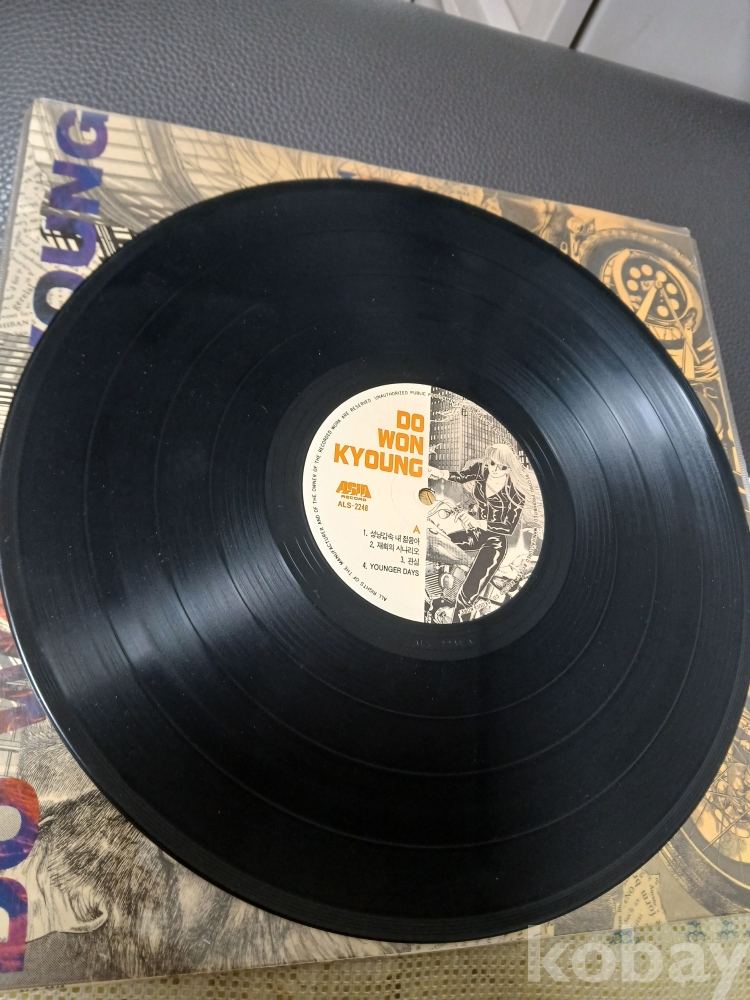 DO
WON
KYOUNG
ASIA
RECORD
ALS-2248
A
1.성냥갑속 내 젊음아
2. 재회의 시나리오
3. 관심
4. YOUNGER DAYS
ALL RIGHTS OF THE MANUFACTURER AND OF THE OWNER OF THE RECORDED WORK ARE RESERVED UNAUTHORIZED PUBLIC
YOUNG
DO
kobay